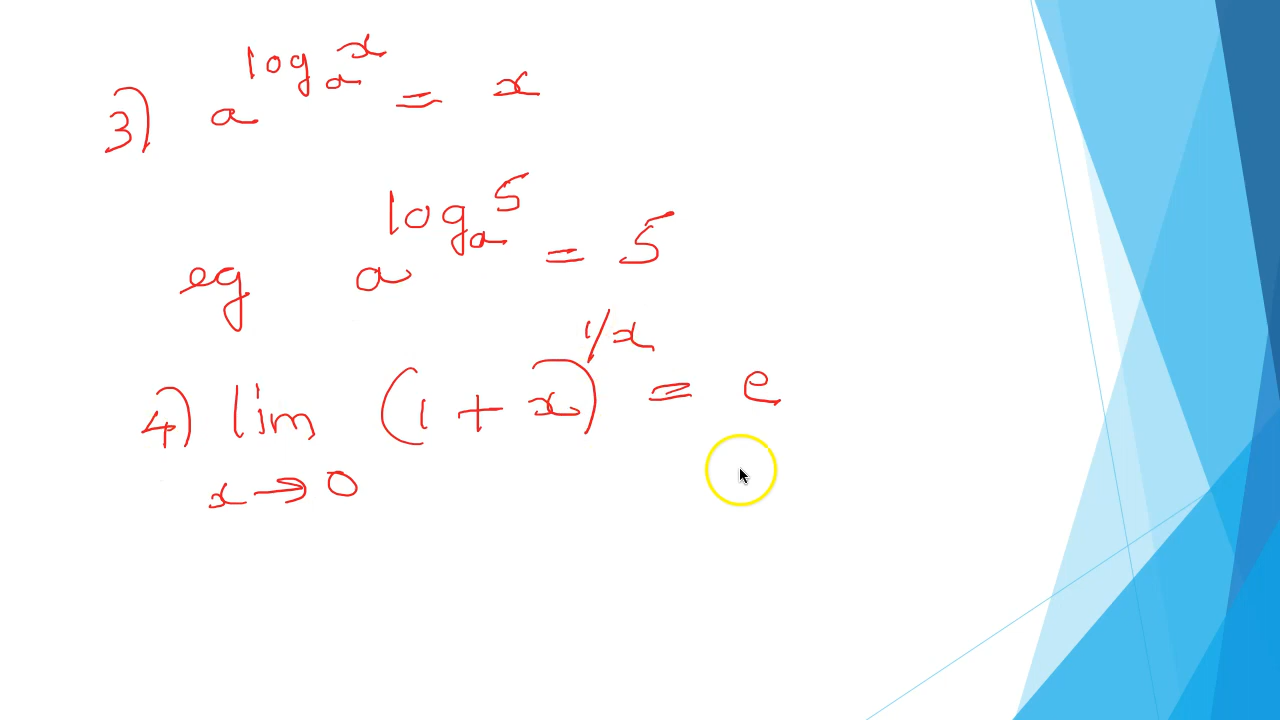 3) a^(log_a x) = x
eg a^(log_a 5) = 5
4) lim (1 + x)^(1/x) = e
x → 0